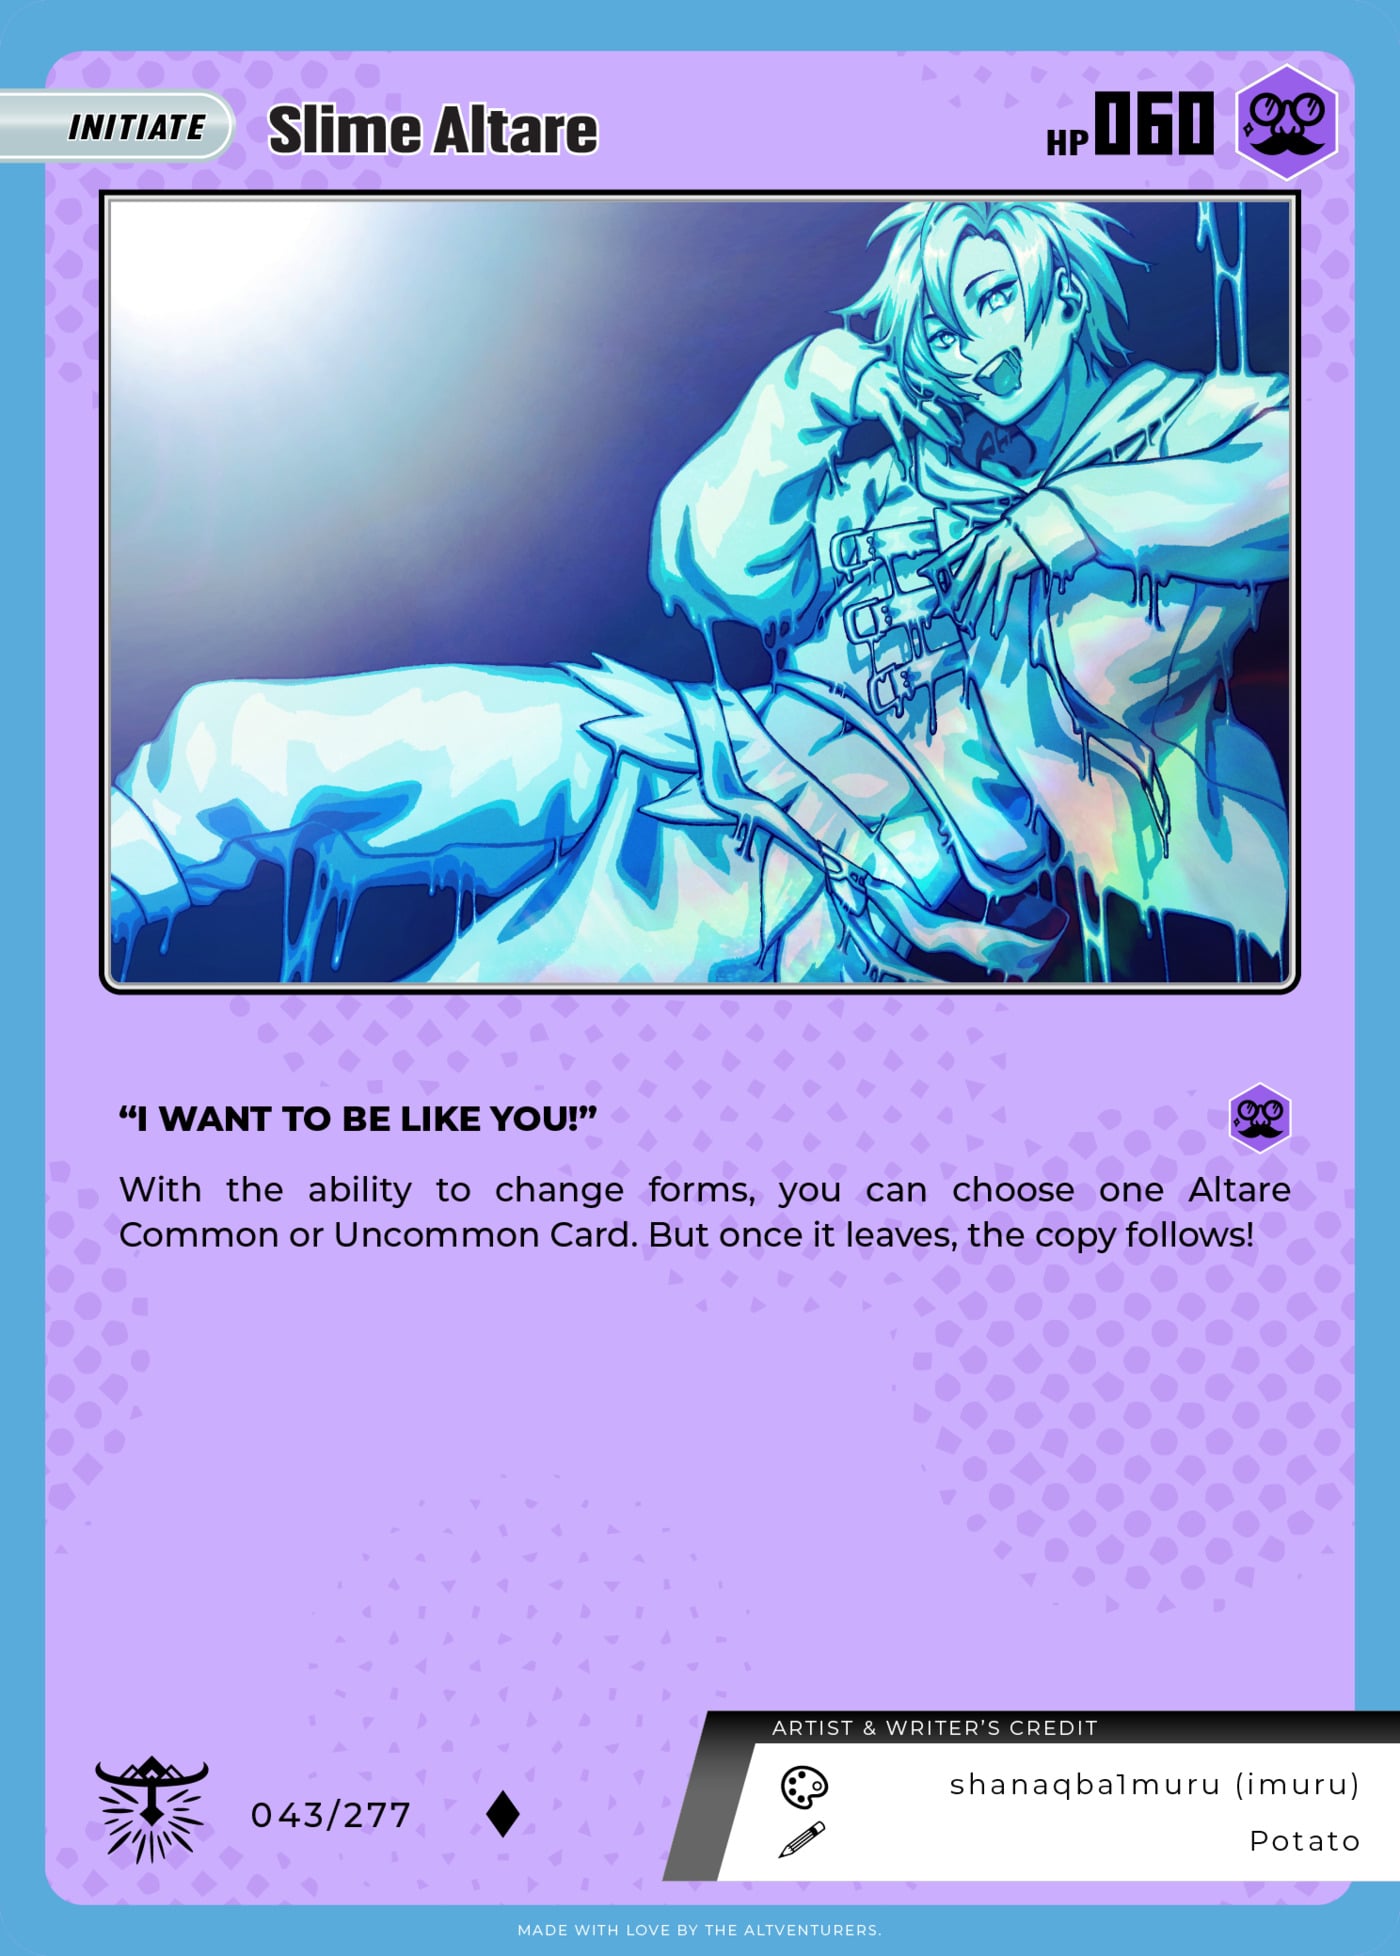 INITIATE
Slime Altare
HP 060
“I WANT TO BE LIKE YOU!”
With the ability to change forms, you can choose one Altare
Common or Uncommon Card. But once it leaves, the copy follows!
ARTIST & WRITER’S CREDIT
shanaqba1muru (imuru)
043/277
Potato
MADE WITH LOVE BY THE ALTVENTURERS.